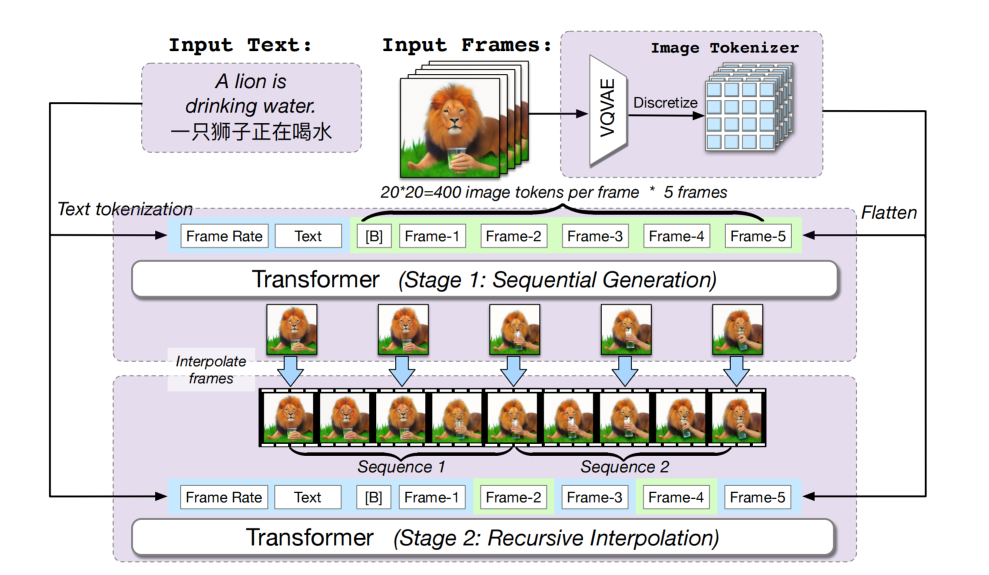 Input Text:
A lion is
drinking water.
一只狮子正在喝水
Input Frames:
Image Tokenizer
VQVAE
Discretize
20*20=400 image tokens per frame * 5 frames
Text tokenization
Flatten
Frame Rate Text [B] Frame-1 Frame-2 Frame-3 Frame-4 Frame-5
Transformer (Stage 1: Sequential Generation)
Interpolate
frames
Sequence 1 Sequence 2
Frame Rate Text [B] Frame-1 Frame-2 Frame-3 Frame-4 Frame-5
Transformer (Stage 2: Recursive Interpolation)